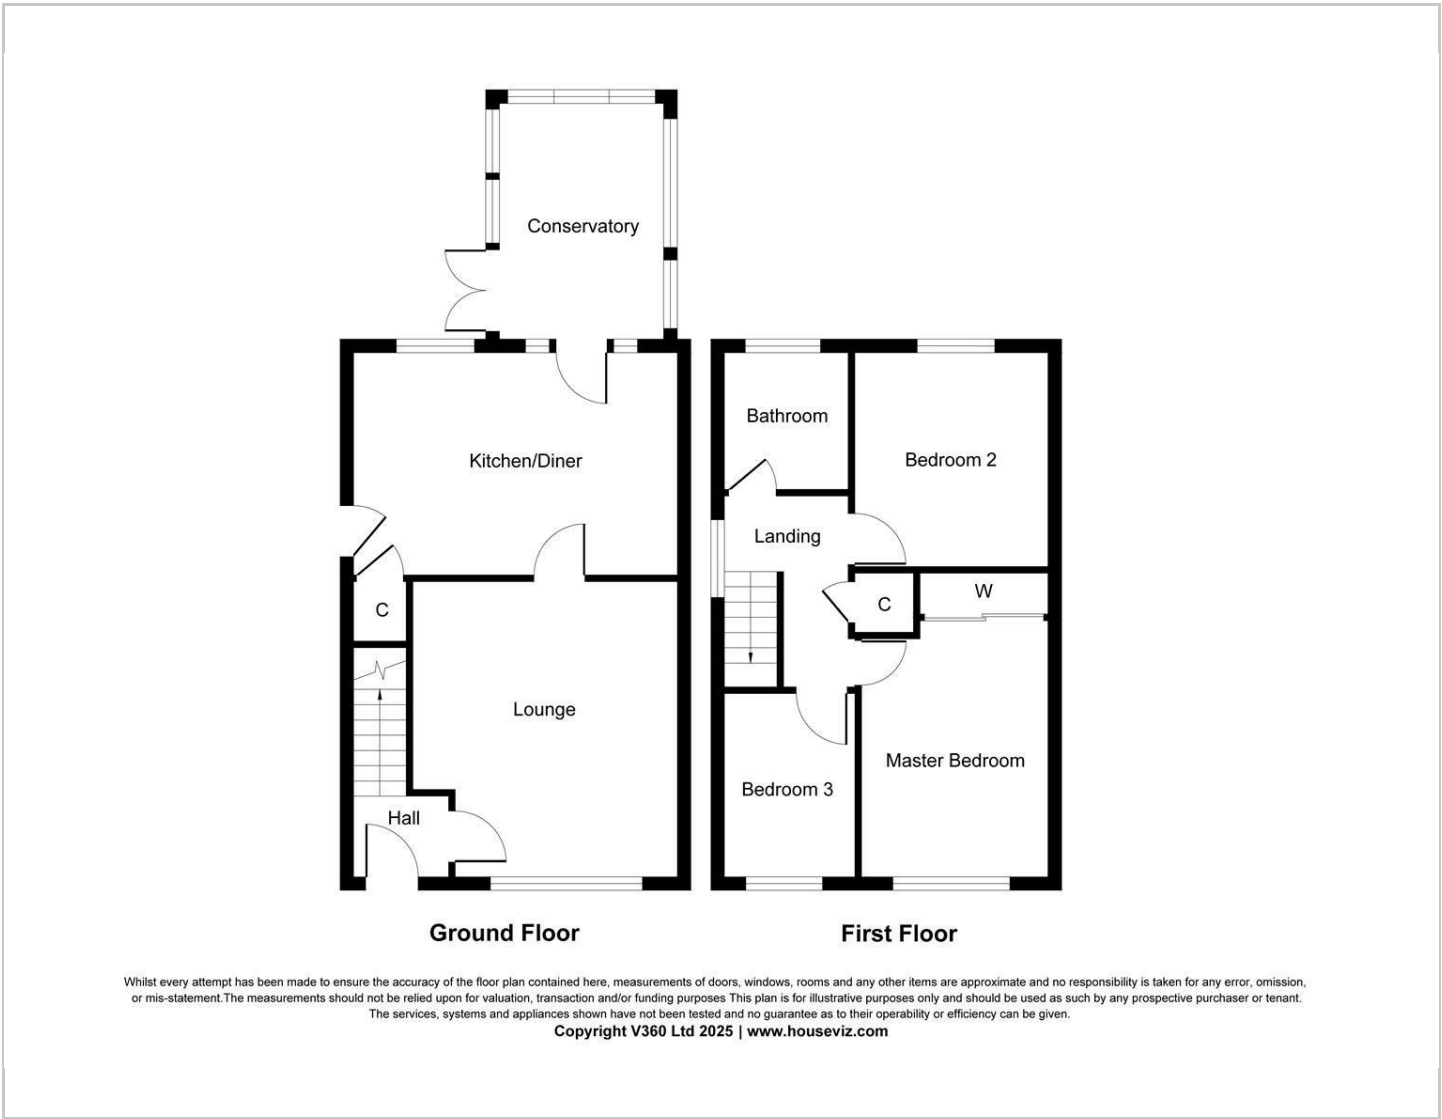 Conservatory
Kitchen/Diner
C
Lounge
Hall
Bathroom
Bedroom 2
Landing
C
W
Master Bedroom
Bedroom 3
Ground Floor
First Floor
Whilst every attempt has been made to ensure the accuracy of the floor plan contained here, measurements of doors, windows, rooms and any other items are approximate and no responsibility is taken for any error, omission,
or mis-statement.The measurements should not be relied upon for valuation, transaction and/or funding purposes This plan is for illustrative purposes only and should be used as such by any prospective purchaser or tenant.
The services, systems and appliances shown have not been tested and no guarantee as to their operability or efficiency can be given.
Copyright V360 Ltd 2025 | www.houseviz.com